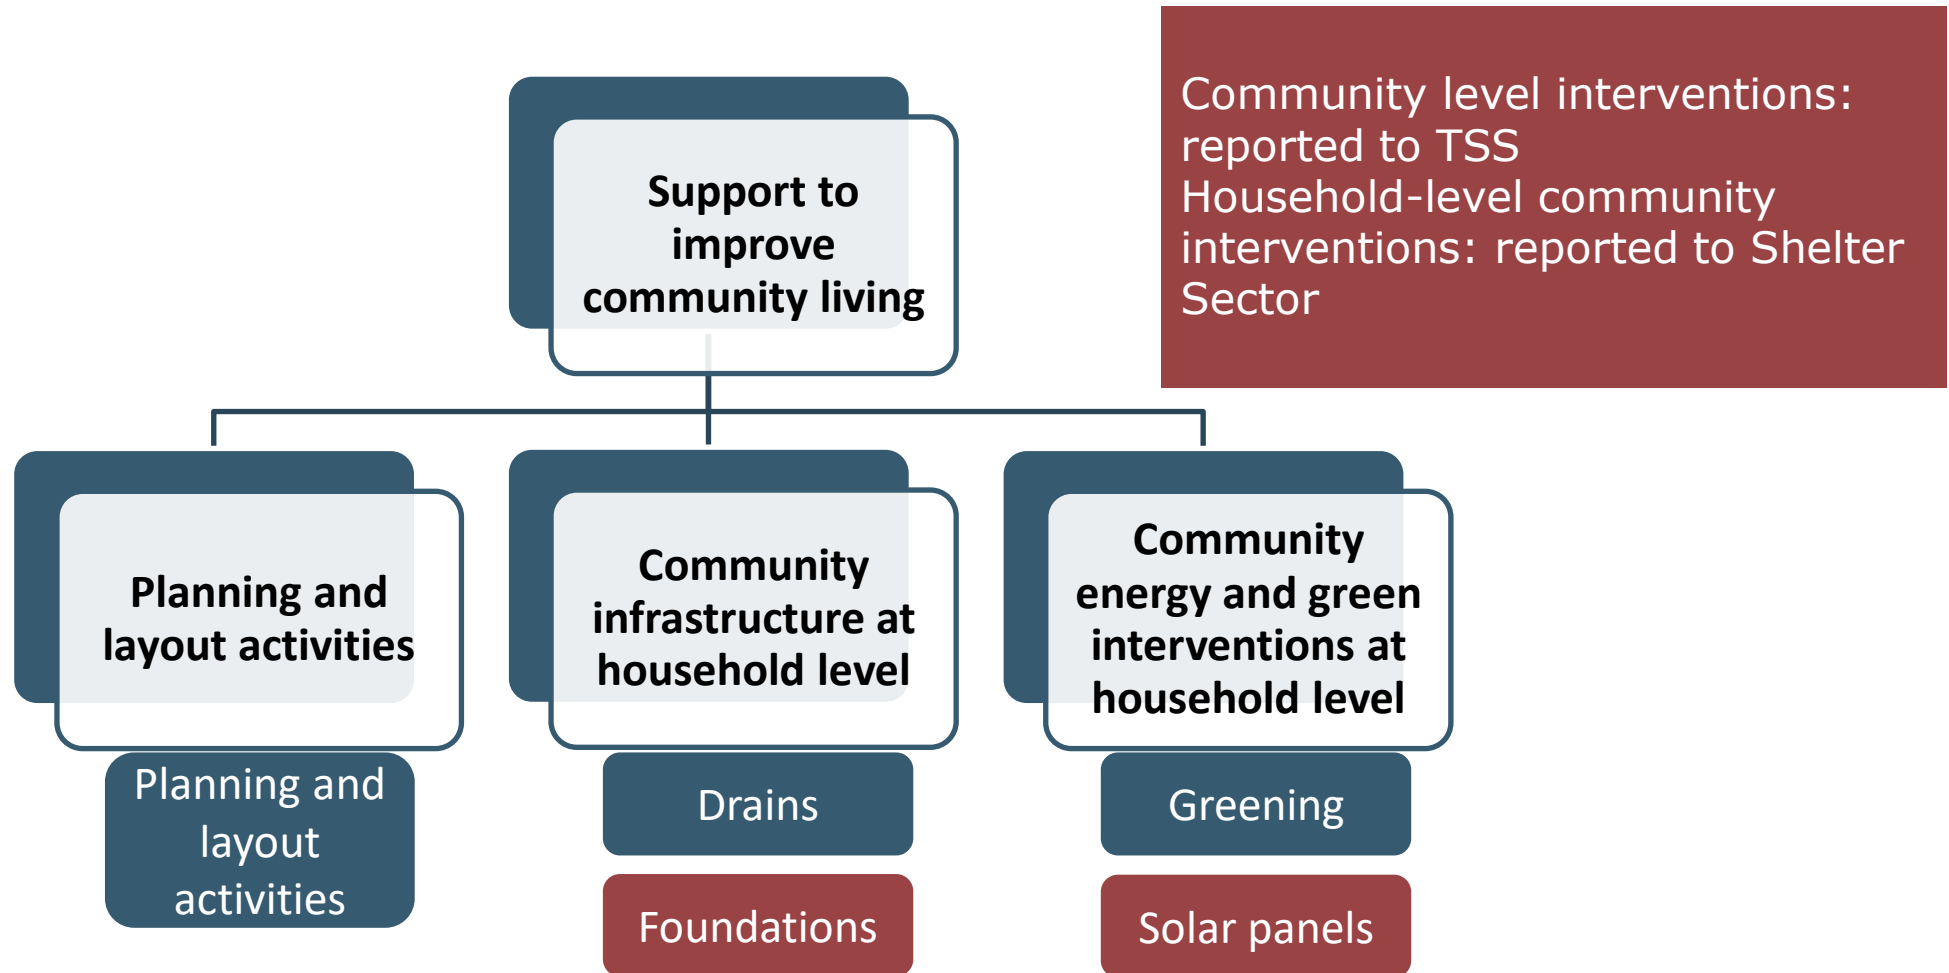 Community level interventions:
reported to TSS
Household-level community
interventions: reported to Shelter
Sector
Support to
improve
community living
Planning and
layout activities
Community
infrastructure at
household level
Community
energy and green
interventions at
household level
Planning and
layout
activities
Drains
Foundations
Greening
Solar panels